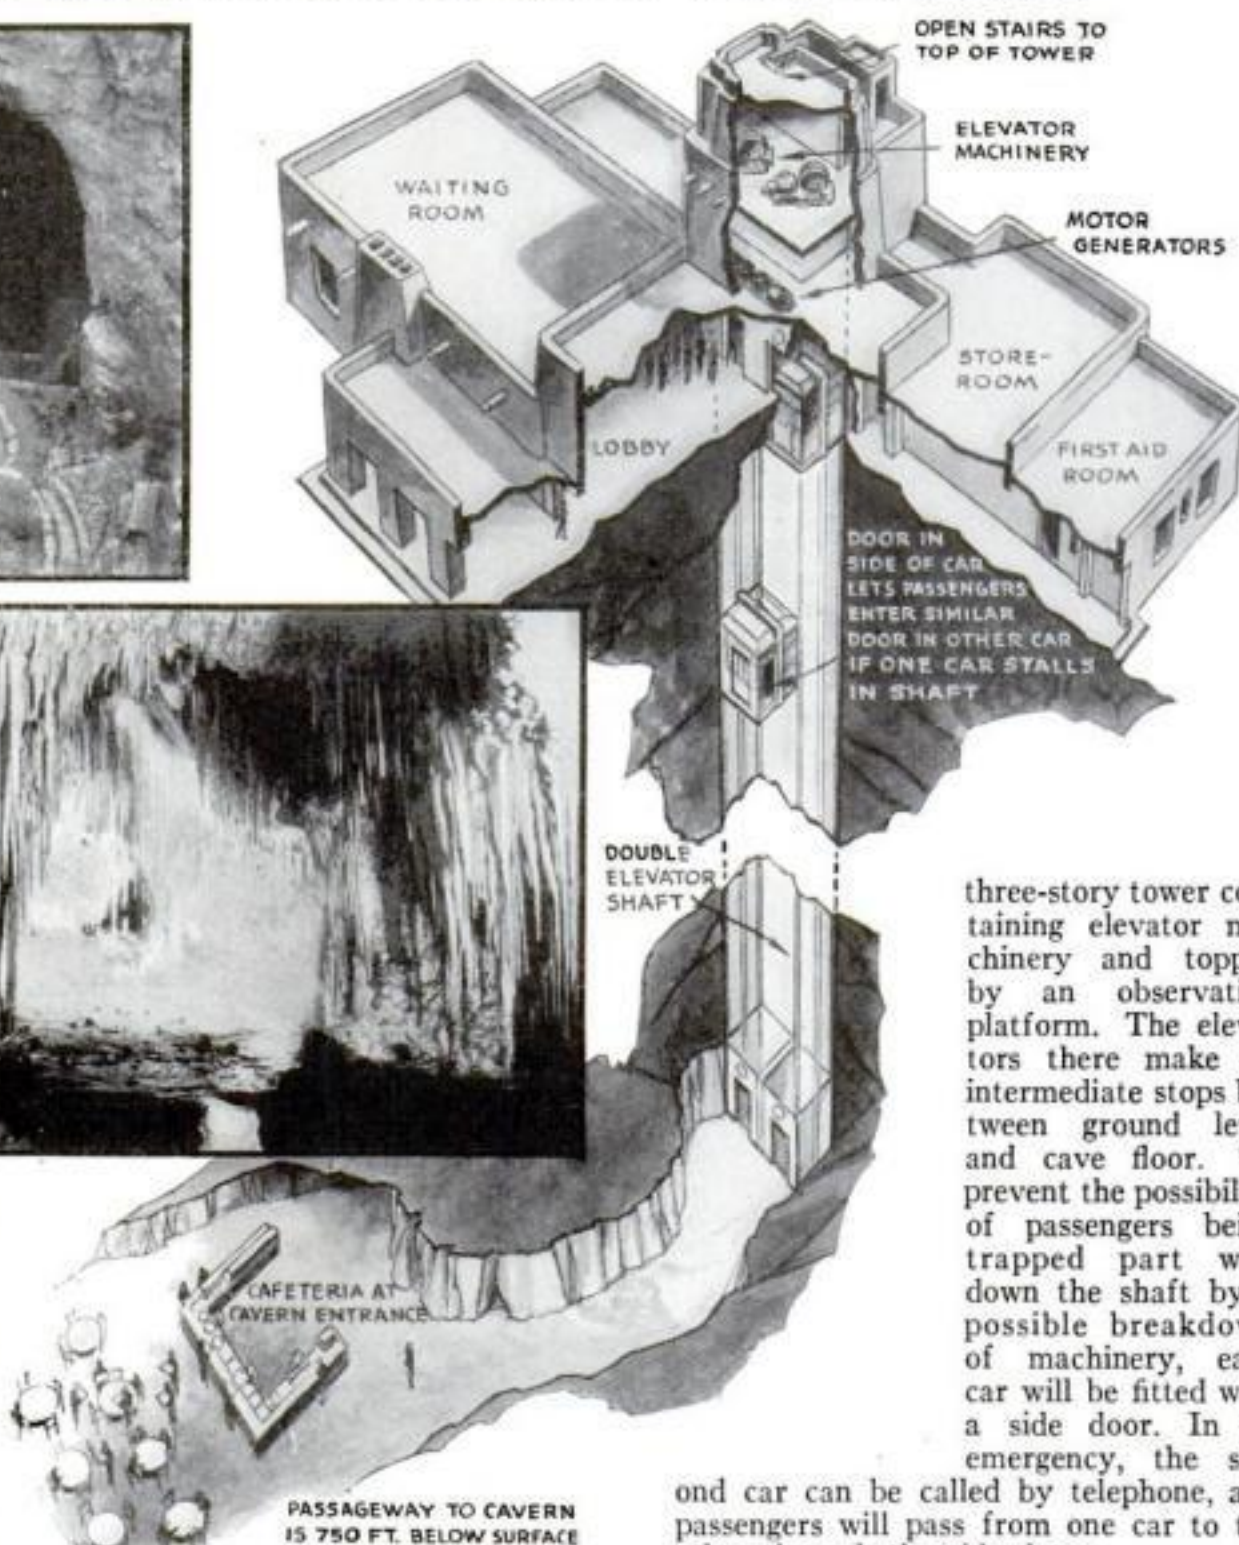 OPEN STAIRS TO
TOP OF TOWER
ELEVATOR
MACHINERY
MOTOR
GENERATORS
WAITING
ROOM
STORE-
ROOM
FIRST AID
ROOM
LOBBY
DOOR IN
SIDE OF CAR
LETS PASSENGERS
ENTER SIMILAR
DOOR IN OTHER CAR
IF ONE CAR STALLS
IN SHAFT
DOUBLE
ELEVATOR
SHAFT
CAFETERIA AT
CAVERN ENTRANCE
PASSAGEWAY TO CAVERN
IS 750 FT. BELOW SURFACE
three-story tower
taining elevator
chinery and
by an
platform. The
tors there make
intermediate stops
tween ground
and cave floor.
prevent the
of passengers
trapped part
down the shaft by
possible
of machinery,
car will be fitted
a side door. In
emergency, the
ond car can be called by telephone,
passengers will pass from one car to